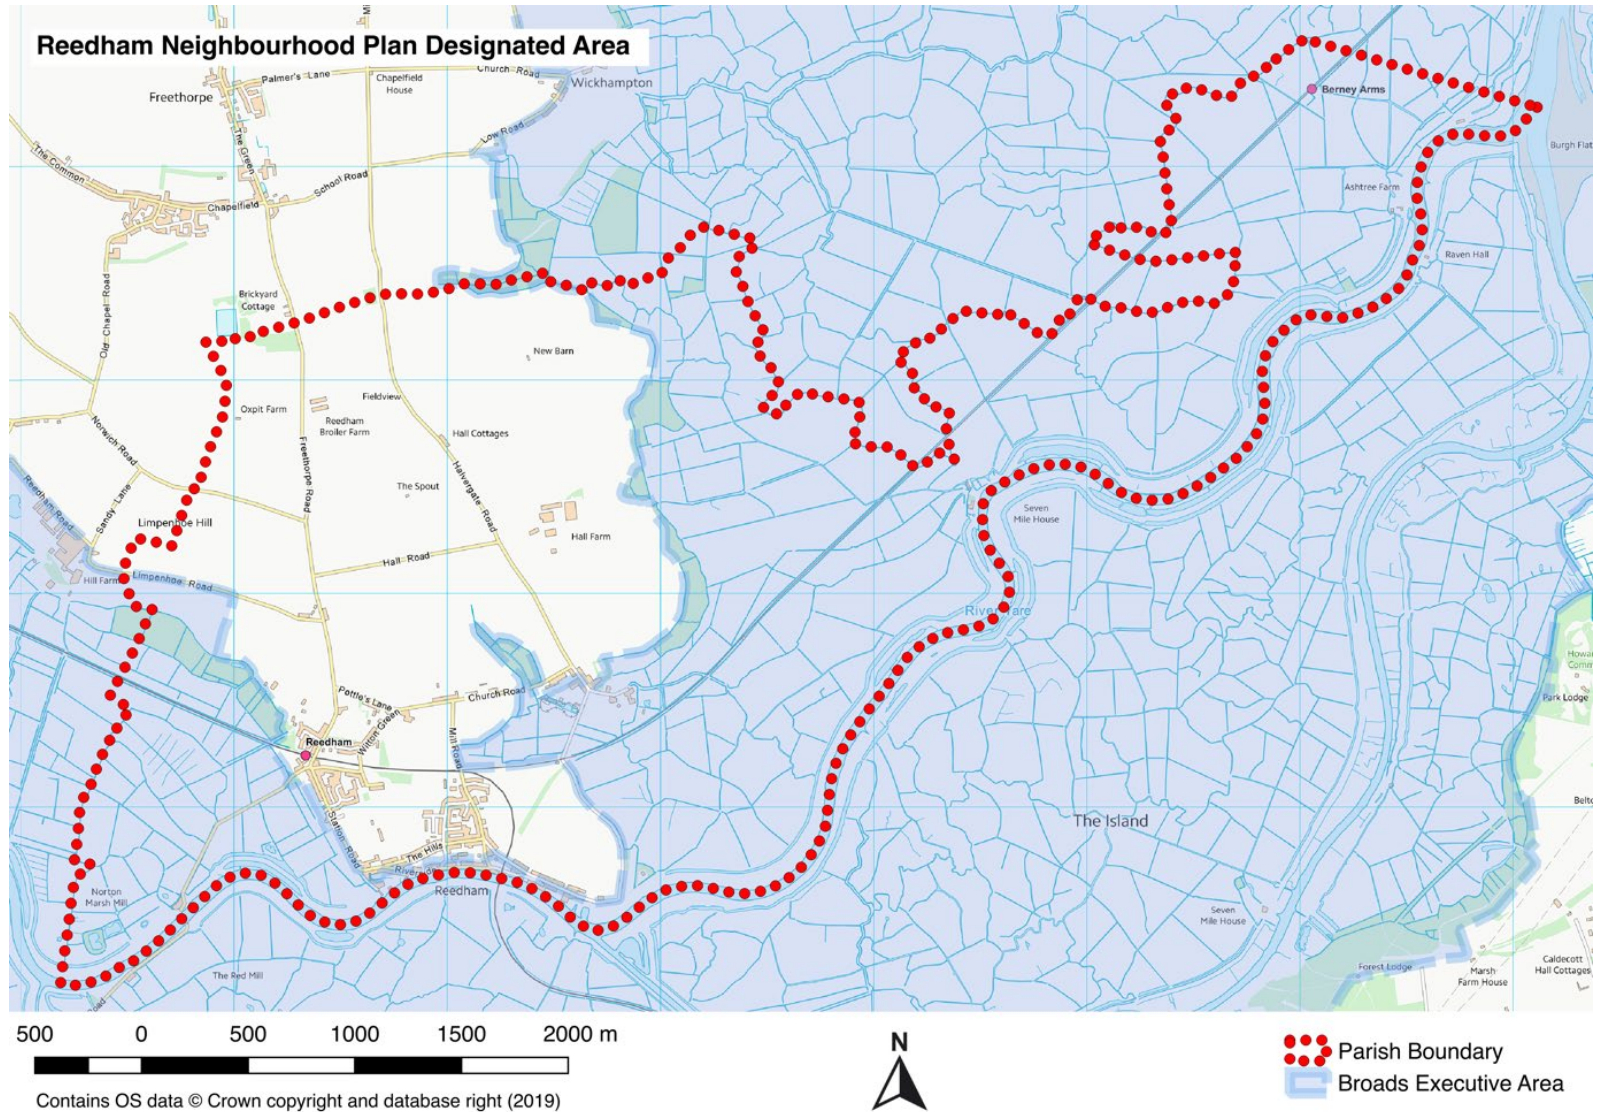 Reedham Neighbourhood Plan Designated Area
Palmer's Lane
Chapelfield
House
Church Road
Wickhampton
Freethorpe
Low Road
The Green
The Common
School Road
Chapelfield
Berney Arms
Burgh Flat
Ashtree Farm
Raven Hall
Old Chapel Road
Brickyard
Cottage
New Barn
Oxpit Farm
Fieldview
Reedham
Broiler Farm
Hall Cottages
Norwich Road
Freethorpe Road
Halvergate Road
The Spout
Reedham Road
Sandy Lane
Limpenhoe Hill
Hall Farm
Seven
Mile House
Hall Road
Hill Farm
Limpenhoe Road
River Yare
Howar
Comm
Park Lodge
Pottle's Lane
Church Road
Witton Green
Mill Road
Reedham
Belto
The Island
Station Road
The Hills
Riverside
Reedham
Norton
Marsh Mill
Seven
Mile House
The Red Mill
Forest Lodge
Marsh
Farm House
Caldecott
Hall Cottages
500 0 500 1000 1500 2000 m
N
Parish Boundary
Broads Executive Area
Contains OS data © Crown copyright and database right (2019)